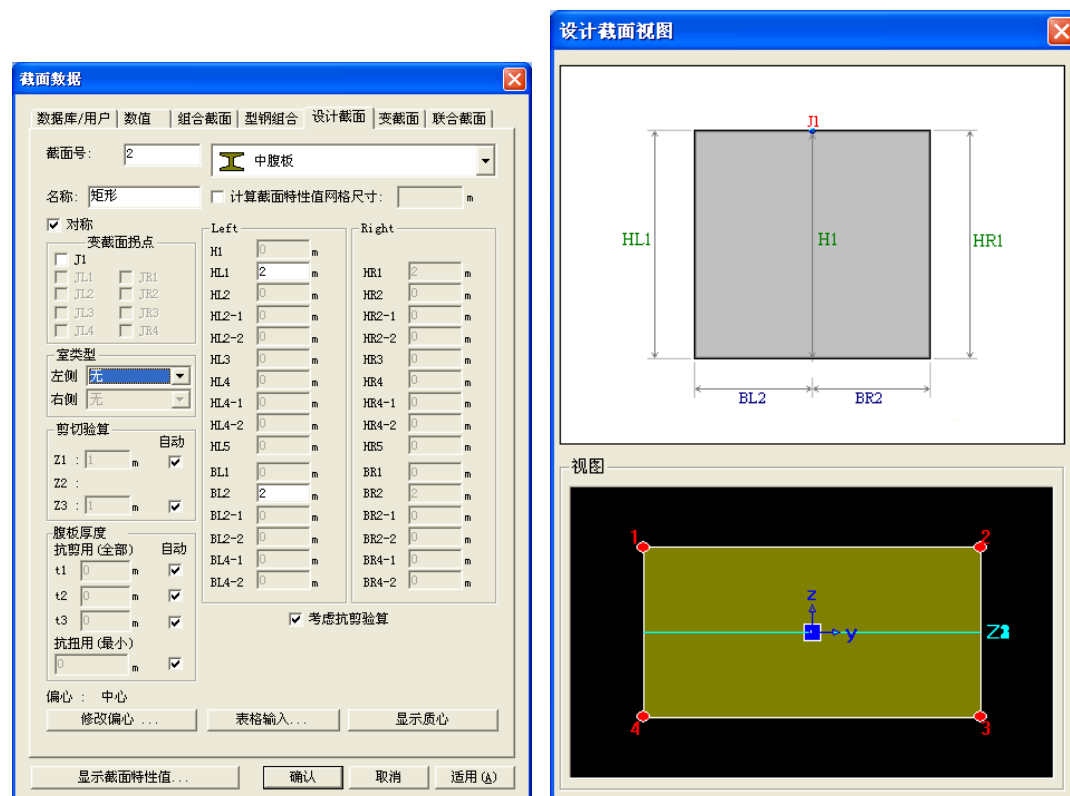 截面数据
数据库/用户 数值 组合截面 型钢组合 设计截面 变截面 联合截面
截面号: 2 中腹板
名称: 矩形 计算截面特性值网格尺寸: m
对称
变截面拐点
J1
JL1 JR1
JL2 JR2
JL3 JR3
JL4 JR4
室类型
左侧 无
右侧 无
剪切验算
自动
Z1 : 1 m
Z2 :
Z3 : 1 m
腹板厚度
抗剪用(全部) 自动
t1 0 m
t2 0 m
t3 0 m
抗扭用(最小)
0 m
Left Right
H1 0 m
HL1 2 m HR1 2 m
HL2 0 m HR2 0 m
HL2-1 0 m HR2-1 0 m
HL2-2 0 m HR2-2 0 m
HL3 0 m HR3 0 m
HL4 0 m HR4 0 m
HL4-1 0 m HR4-1 0 m
HL4-2 0 m HR4-2 0 m
HL5 0 m HR5 0 m
BL1 0 m BR1 0 m
BL2 2 m BR2 2 m
BL2-1 0 m BR2-1 0 m
BL2-2 0 m BR2-2 0 m
BL4-1 0 m BR4-1 0 m
BL4-2 0 m BR4-2 0 m
考虑抗剪验算
偏心 : 中心
修改偏心 ... 表格输入... 显示质心
显示截面特性值... 确认 取消 适用(A)
设计截面视图
J1
HL1 H1 HR1
BL2 BR2
视图
1 2
z
y
4 3